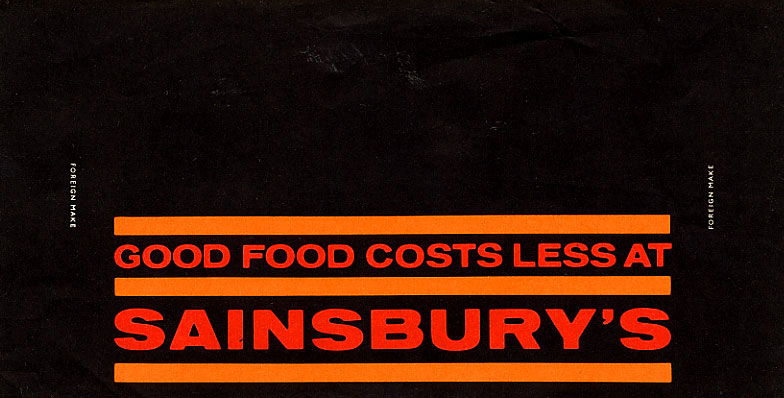 FOREIGN MAKE
FOREIGN MAKE
GOOD FOOD COSTS LESS AT
SAINSBURY'S